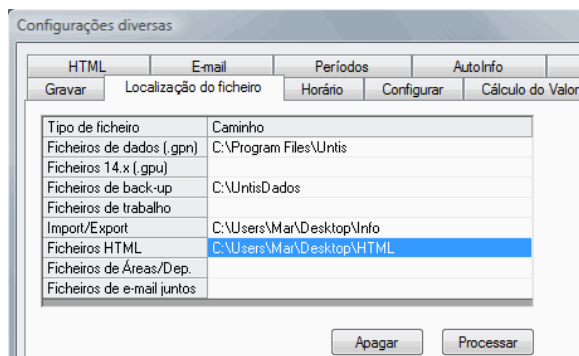 Configurações diversas
HTML E-mail Períodos AutoInfo
Gravar Localização do ficheiro Horário Configurar Cálculo do Valor
Tipo de ficheiro Caminho
Ficheiros de dados (.gpn) C:\Program Files\Untis
Ficheiros 14.x (.gpu)
Ficheiros de back-up C:\UntisDados
Ficheiros de trabalho
Import/Export C:\Users\Mar\Desktop\Info
Ficheiros HTML C:\Users\Mar\Desktop\HTML
Ficheiros de Áreas/Dep.
Ficheiros de e-mail juntos
Apagar Processar